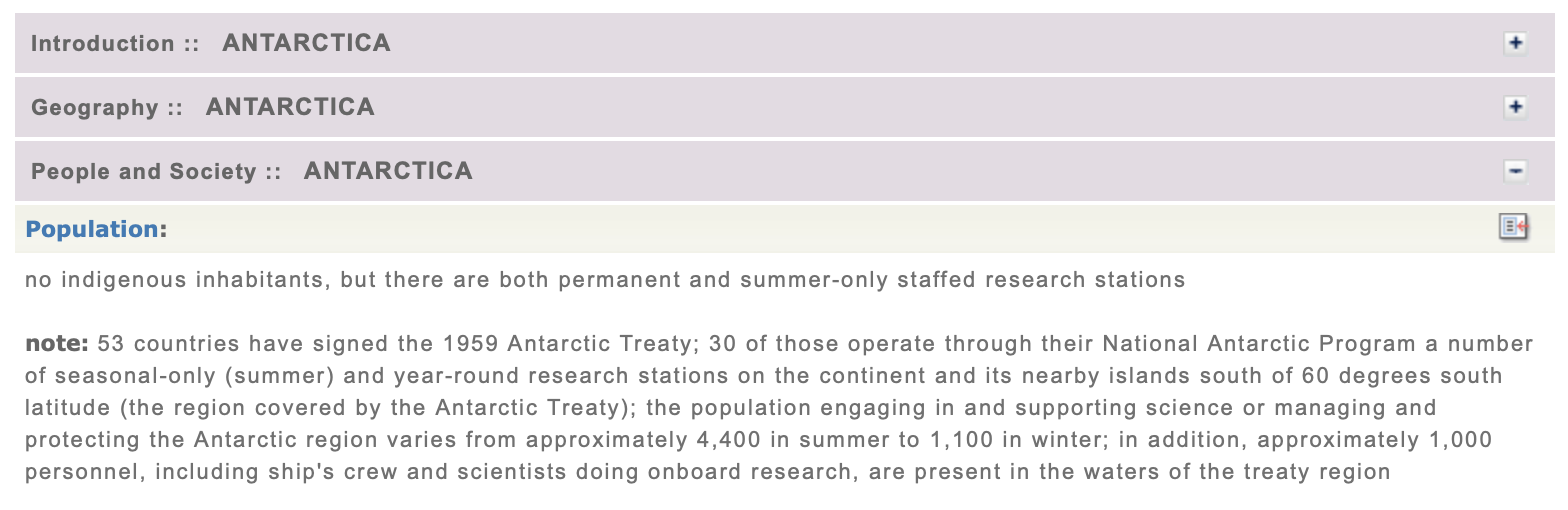 Introduction :: ANTARCTICA
Geography :: ANTARCTICA
People and Society :: ANTARCTICA
Population:
no indigenous inhabitants, but there are both permanent and summer-only staffed research stations
note: 53 countries have signed the 1959 Antarctic Treaty; 30 of those operate through their National Antarctic Program a number
of seasonal-only (summer) and year-round research stations on the continent and its nearby islands south of 60 degrees south
latitude (the region covered by the Antarctic Treaty); the population engaging in and supporting science or managing and
protecting the Antarctic region varies from approximately 4,400 in summer to 1,100 in winter; in addition, approximately 1,000
personnel, including ship's crew and scientists doing onboard research, are present in the waters of the treaty region